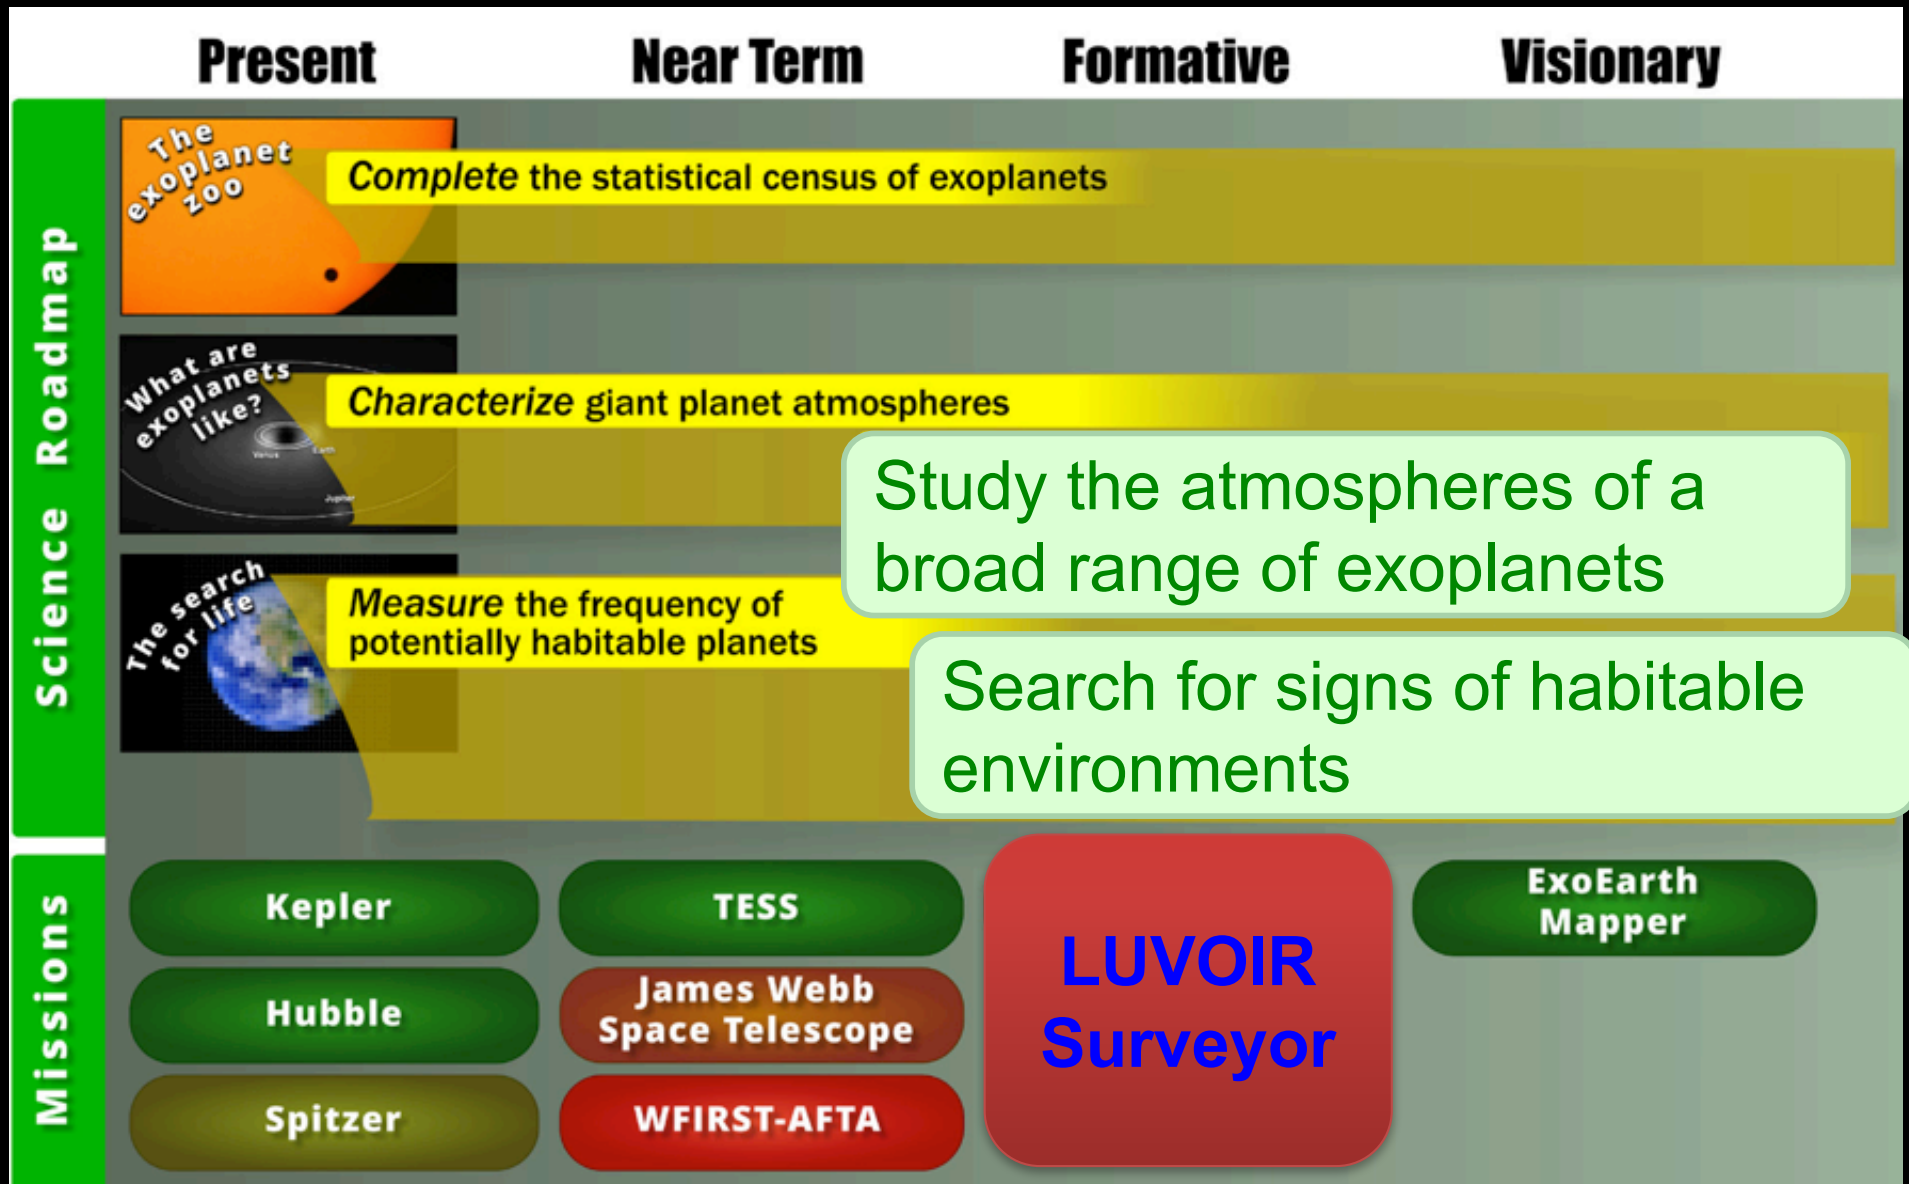 Present
Near Term
Formative
Visionary
Science Roadmap
The
exoplanet
zoo
Complete the statistical census of exoplanets
What are
exoplanets
like?
Venus
Earth
Jupiter
Characterize giant planet atmospheres
Study the atmospheres of a
broad range of exoplanets
The search
for life
Measure the frequency of
potentially habitable planets
Search for signs of habitable
environments
Missions
Kepler
TESS
LUVOIR
Surveyor
ExoEarth
Mapper
Hubble
James Webb
Space Telescope
Spitzer
WFIRST-AFTA